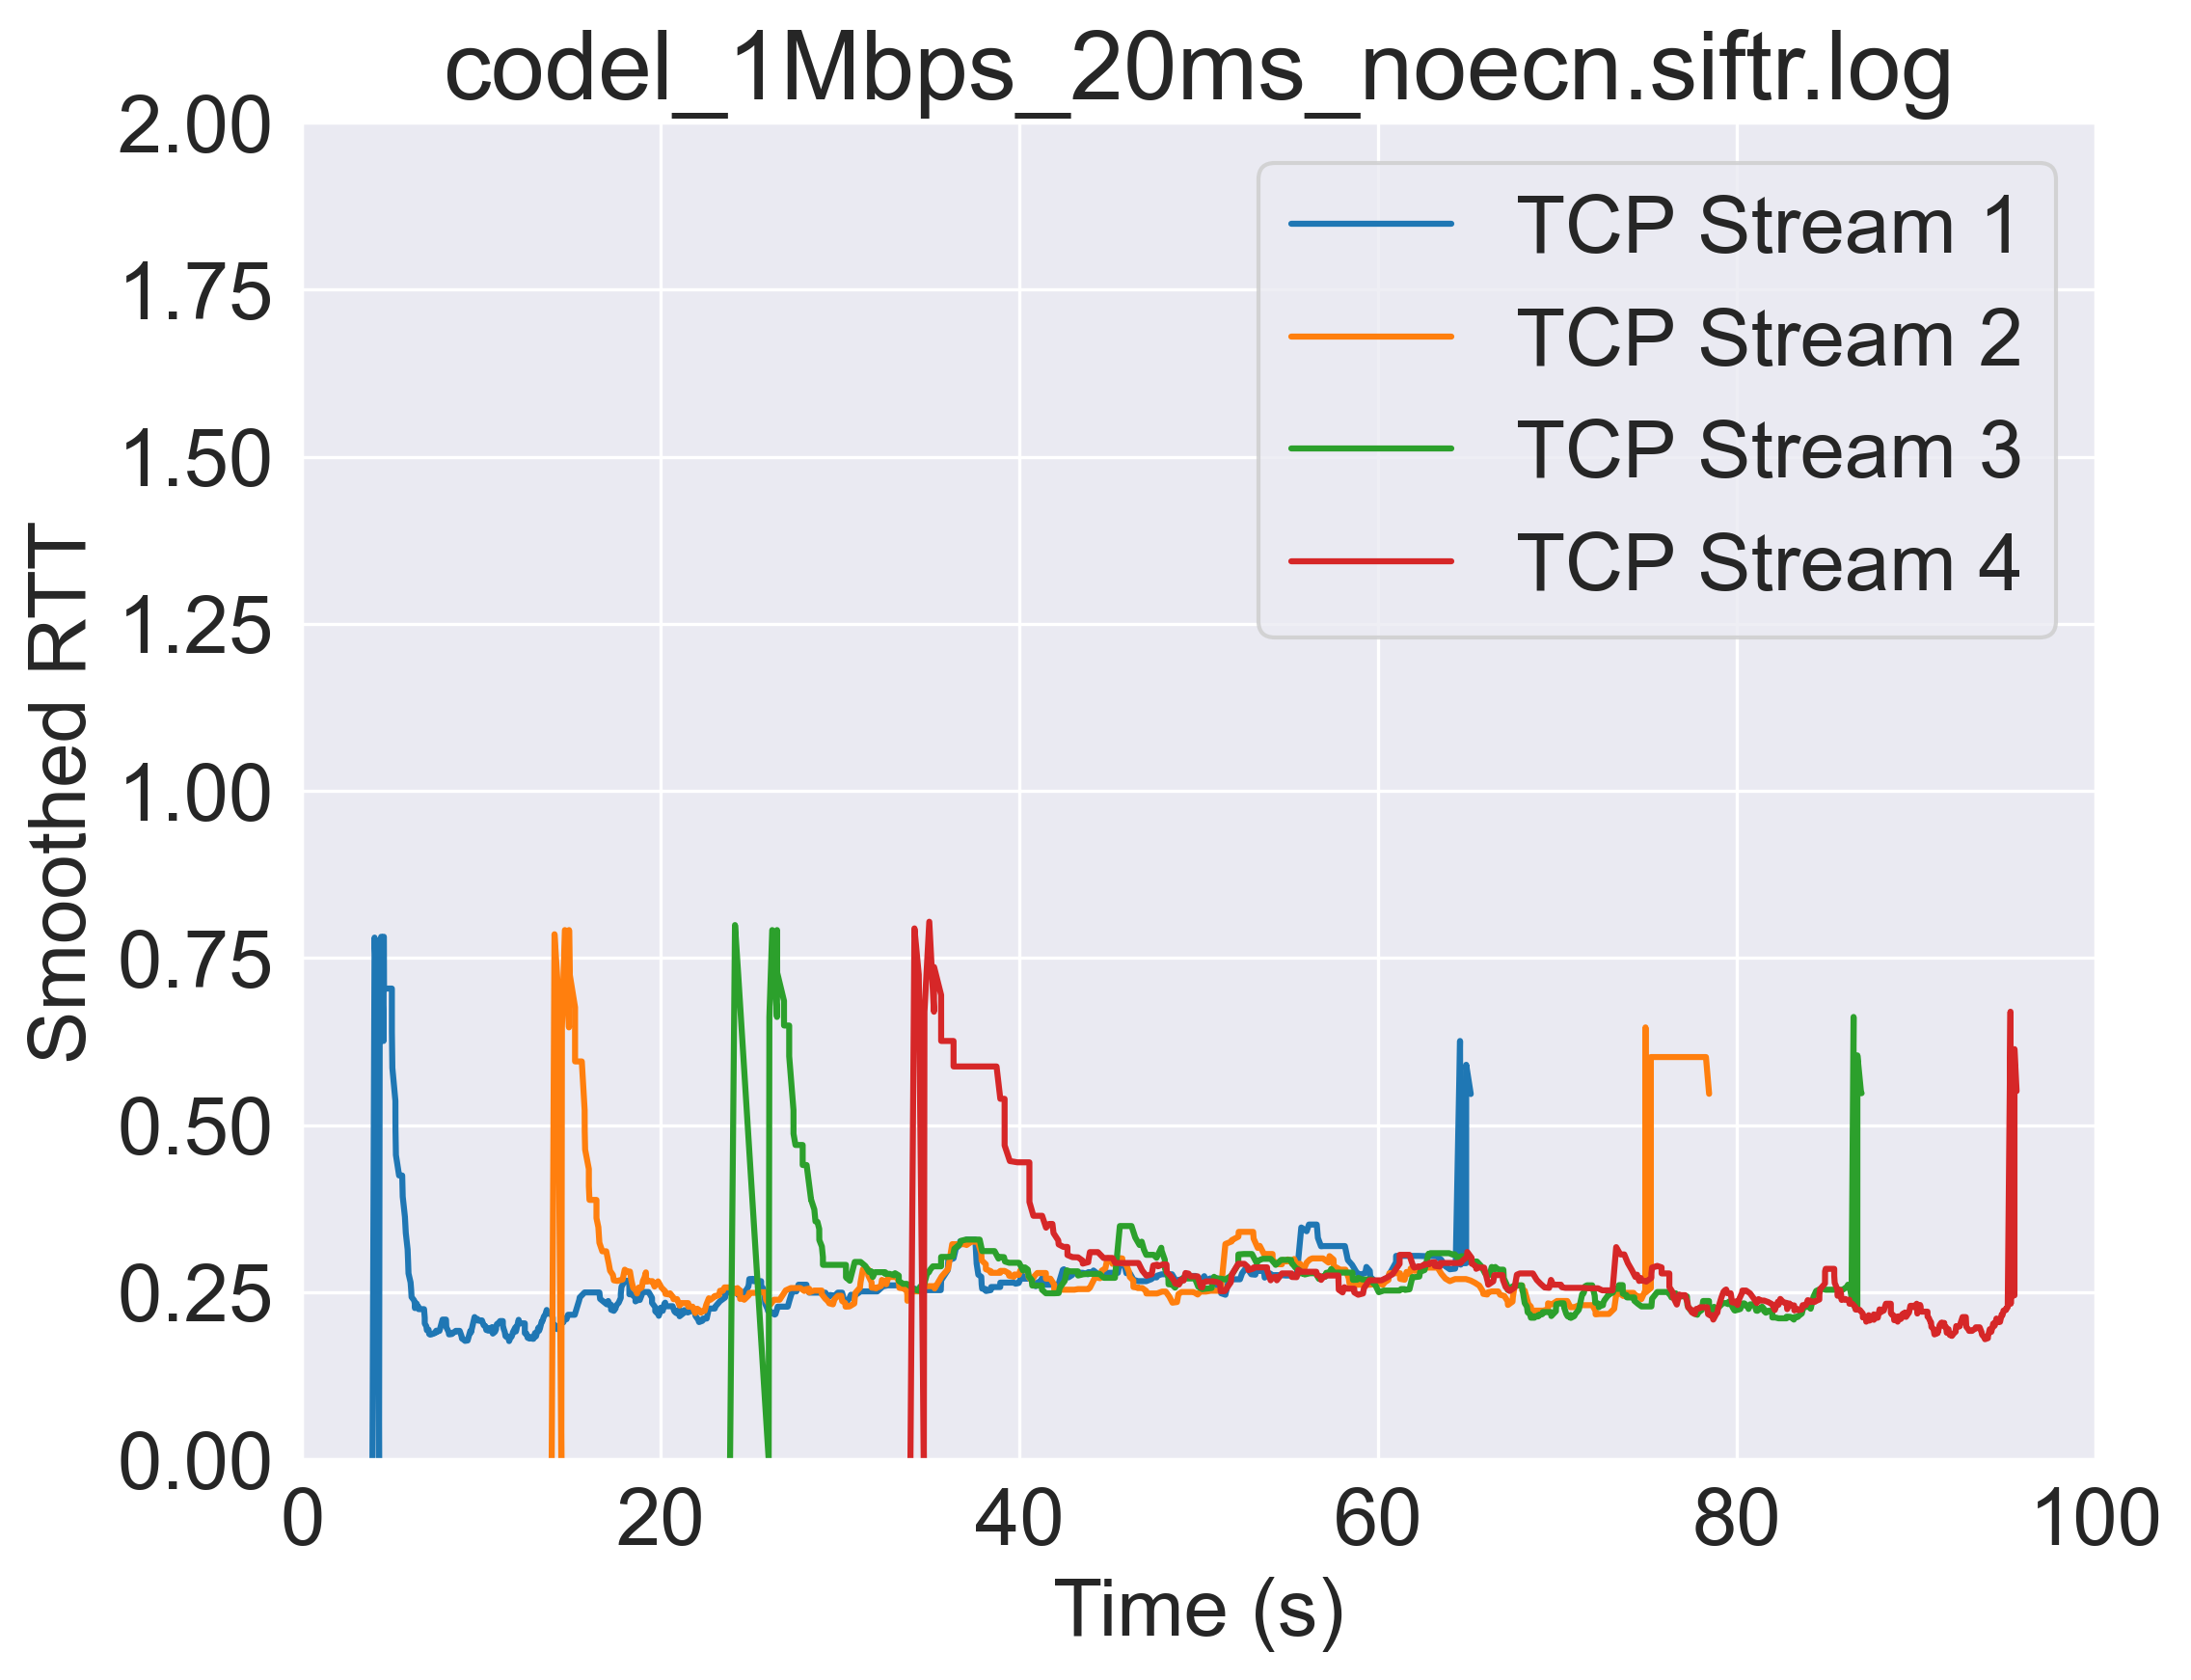 codel_1Mbps_20ms_noecn.siftr.log
2.00
1.75
1.50
1.25
1.00
0.75
0.50
0.25
0.00
Smoothed RTT
TCP Stream 1
TCP Stream 2
TCP Stream 3
TCP Stream 4
0 20 40 60 80 100
Time (s)